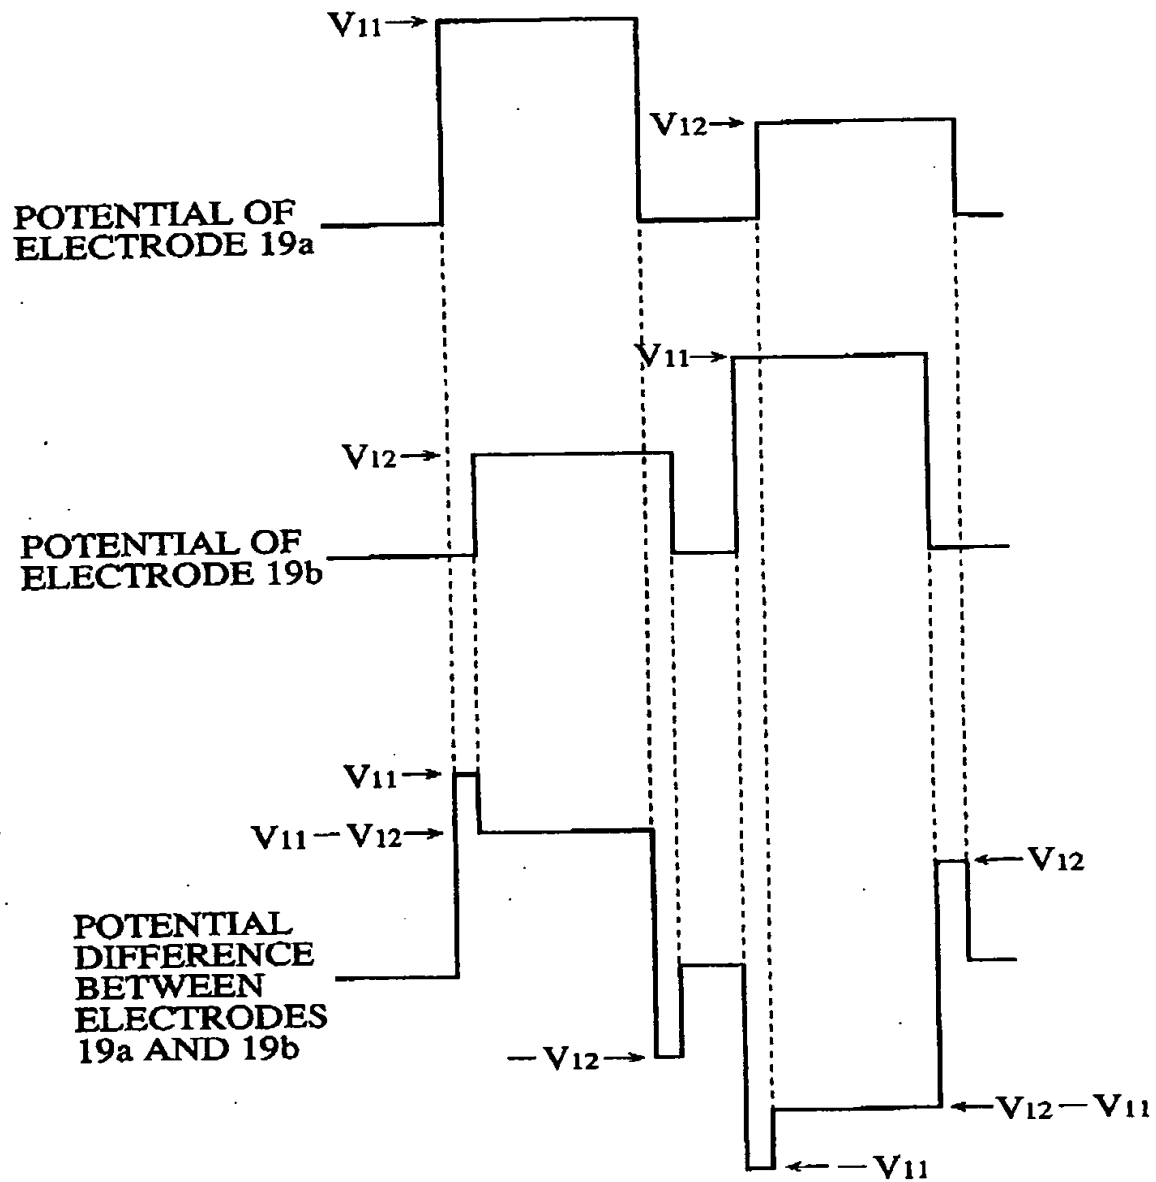 V11→
V12→
POTENTIAL OF
ELECTRODE 19a
V11→
V12→
POTENTIAL OF
ELECTRODE 19b
V11→
V11−V12→
←V12
POTENTIAL
DIFFERENCE
BETWEEN
ELECTRODES
19a AND 19b
−V12→
←V12−V11
←−V11